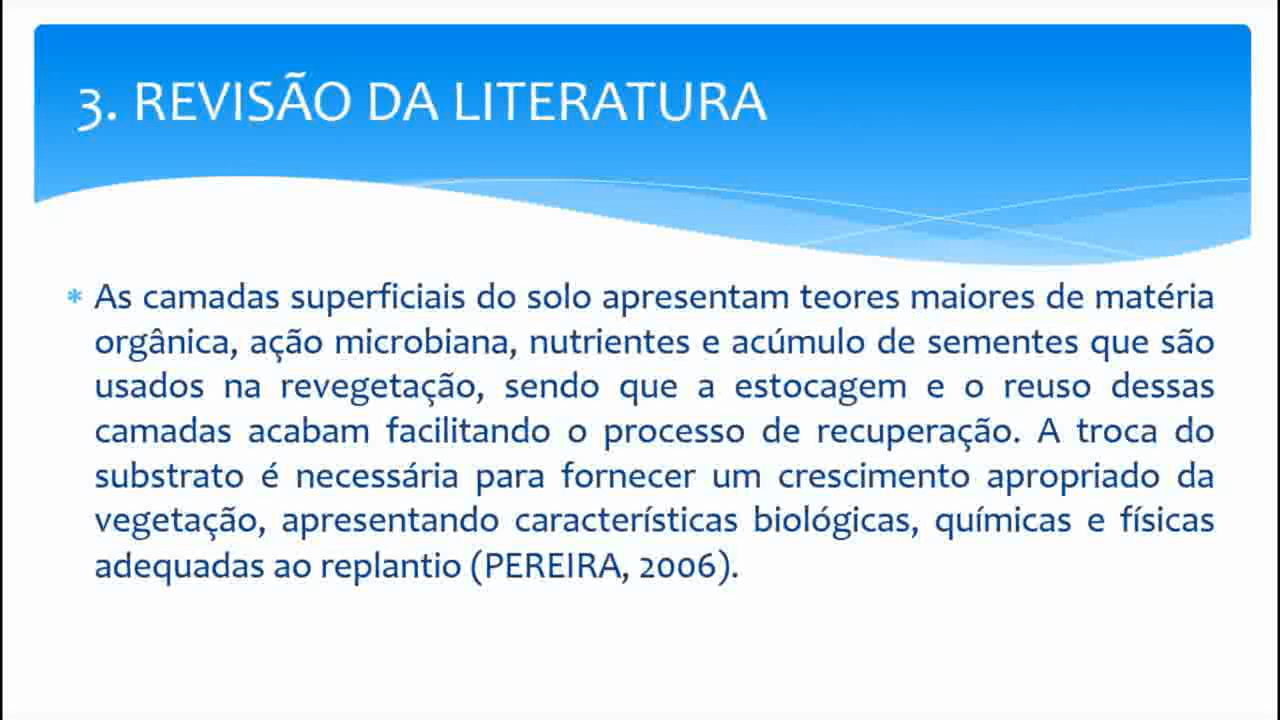 3. REVISÃO DA LITERATURA
* As camadas superficiais do solo apresentam teores maiores de matéria
orgânica, ação microbiana, nutrientes e acúmulo de sementes que são
usados na revegetação, sendo que a estocagem e o reuso dessas
camadas acabam facilitando o processo de recuperação. A troca do
substrato é necessária para fornecer um crescimento apropriado da
vegetação, apresentando características biológicas, químicas e físicas
adequadas ao replantio (PEREIRA, 2006).